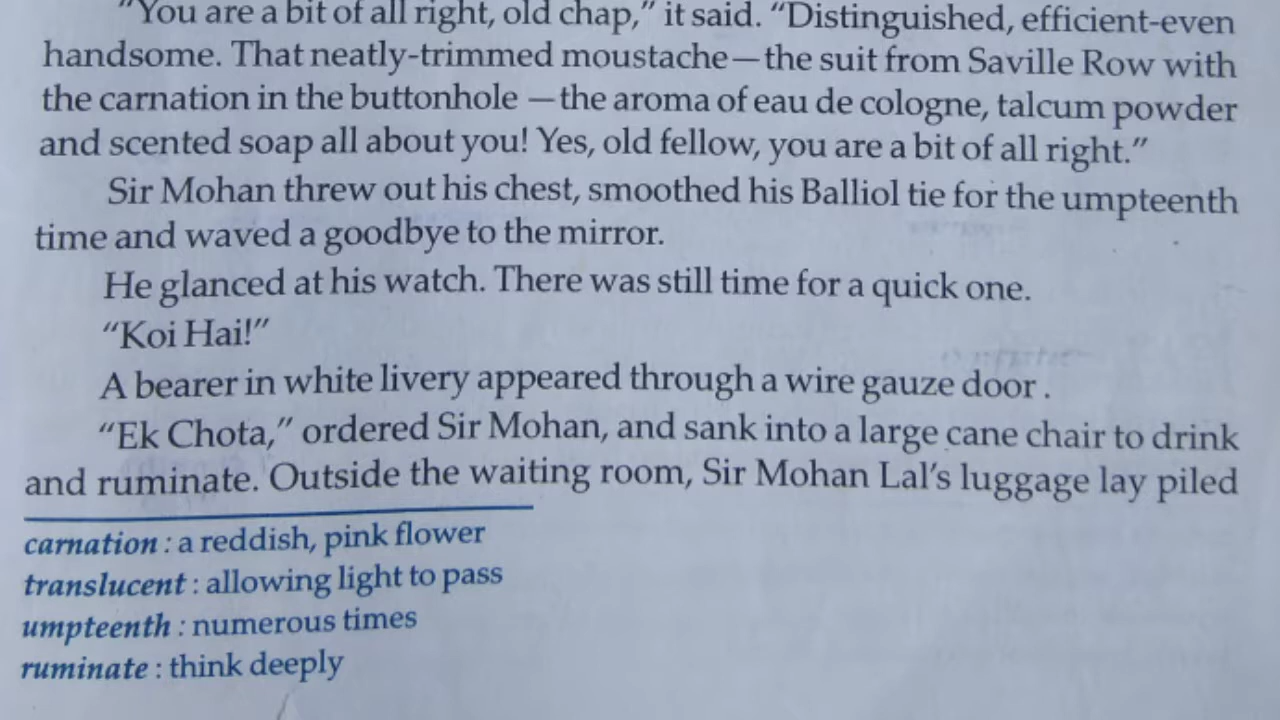 "You are a bit of all right, old chap," it said. "Distinguished, efficient-even
handsome. That neatly-trimmed moustache—the suit from Saville Row with
the carnation in the buttonhole —the aroma of eau de cologne, talcum powder
and scented soap all about you! Yes, old fellow, you are a bit of all right."
Sir Mohan threw out his chest, smoothed his Balliol tie for the umpteenth
time and waved a goodbye to the mirror.
He glanced at his watch. There was still time for a quick one.
"Koi Hai!"
A bearer in white livery appeared through a wire gauze door .
"Ek Chota," ordered Sir Mohan, and sank into a large cane chair to drink
and ruminate. Outside the waiting room, Sir Mohan Lal's luggage lay piled
carnation : a reddish, pink flower
translucent : allowing light to pass
umpteenth : numerous times
ruminate : think deeply